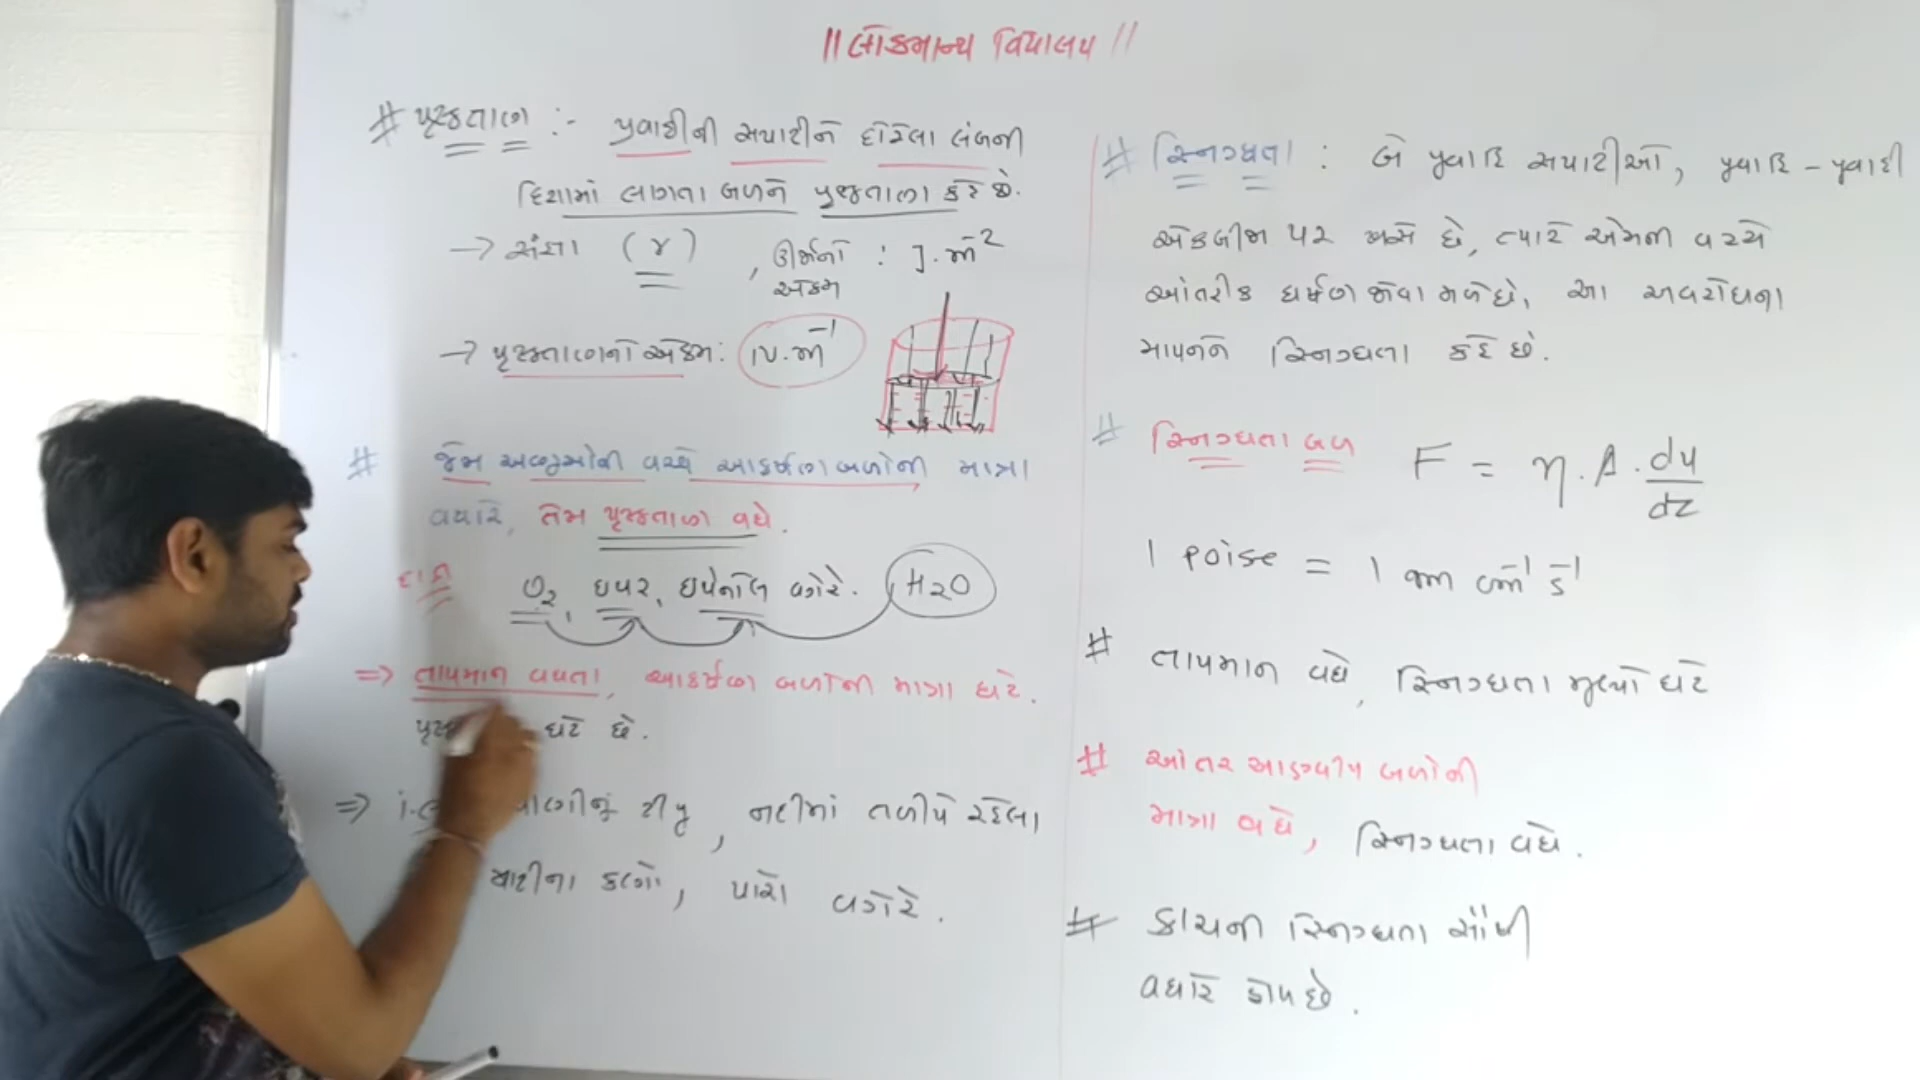 ||લોકમાન્ય વિદ્યાલય||
# પૃષ્ઠતાણ :- પ્રવાહીની સપાટીને દોરેલા લંબની
દિશામાં લાગતા બળને પૃષ્ઠતાણ કહે છે.
→ સંજ્ઞા (γ) , ઊર્જાનો : J.m⁻²
એકમ
→ પૃષ્ઠતાણનો એકમ: N.m⁻¹
# જેમ અણુઓની વચ્ચે આકર્ષણ બળોની માત્રા
વધારે, તેમ પૃષ્ઠતાણ વધે.
દા.ત O₂, ઇથર, ઇથેનોલ વગેરે. H₂O
⇒ તાપમાન વધતા, આકર્ષણ બળોની માત્રા ઘટે.
ઘટે છે.
⇒ પાણીનું ટીપુ, નદીમાં તળીયે રહેલા
માટીના કણો, પારો વગેરે.
# સ્નિગ્ધતા : બે પ્રવાહિ સપાટીઓ, પ્રવાહિ - પ્રવાહી
એકબીજા પર ખસે છે, ત્યારે એમની વચ્ચે
આંતરીક ઘર્ષણ જોવા મળે છે, આ અવરોધના
માપનને સ્નિગ્ધતા કહે છે.
# સ્નિગ્ધતા બળ F = η.A.du/dz
1 poise = 1 gm cm⁻¹ s⁻¹
# તાપમાન વધે, સ્નિગ્ધતા મૂલ્યો ઘટે
# આંતર આણ્વીય બળોની
માત્રા વધે, સ્નિગ્ધતા વધે.
# કાચની સ્નિગ્ધતા સૌથી
વધારે હોય છે.